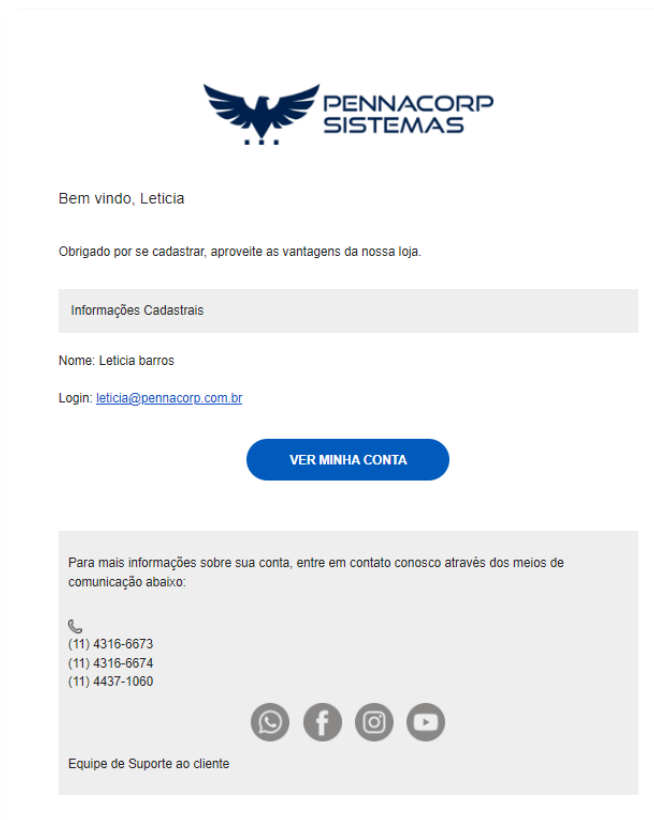 PENNACORP
SISTEMAS
Bem vindo, Leticia
Obrigado por se cadastrar, aproveite as vantagens da nossa loja.
Informações Cadastrais
Nome: Leticia barros
Login: leticia@pennacorp.com.br
VER MINHA CONTA
Para mais informações sobre sua conta, entre em contato conosco através dos meios de
comunicação abaixo:
(11) 4316-6673
(11) 4316-6674
(11) 4437-1060
Equipe de Suporte ao cliente